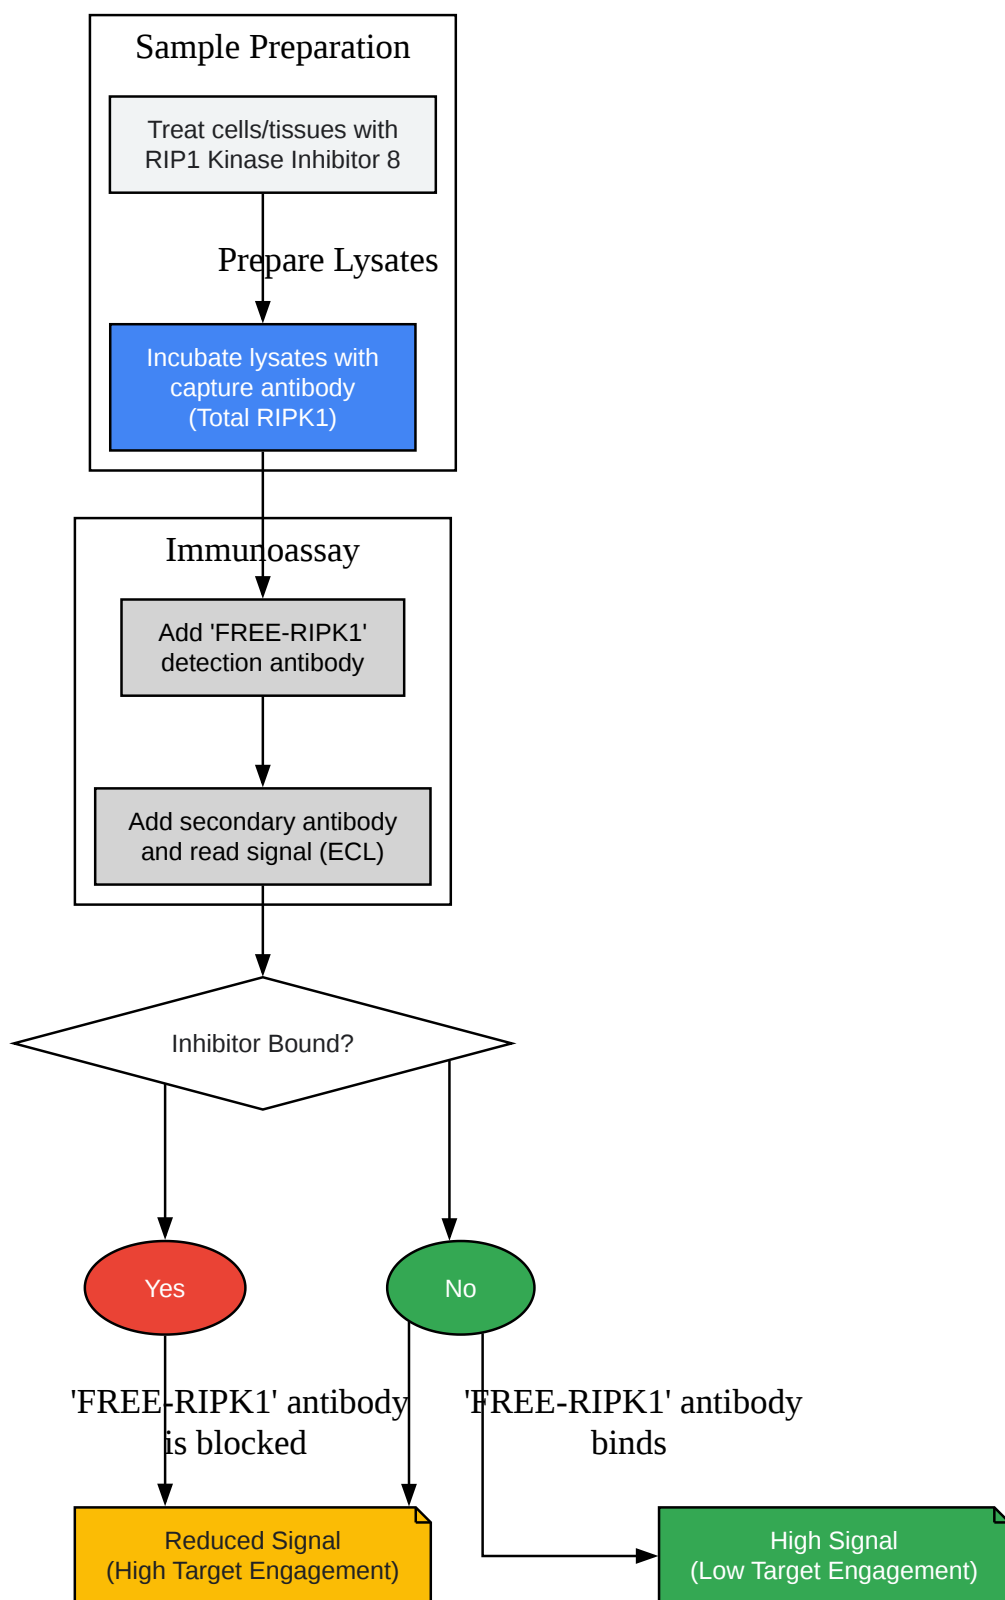 Sample Preparation
Treat cells/tissues with
RIP1 Kinase Inhibitor 8
Prepare Lysates
Incubate lysates with
capture antibody
(Total RIPK1)
Immunoassay
Add 'FREE-RIPK1'
detection antibody
Add secondary antibody
and read signal (ECL)
Inhibitor Bound?
Yes
No
'FREE-RIPK1' antibody
is blocked
'FREE-RIPK1' antibody
binds
Reduced Signal
(High Target Engagement)
High Signal
(Low Target Engagement)